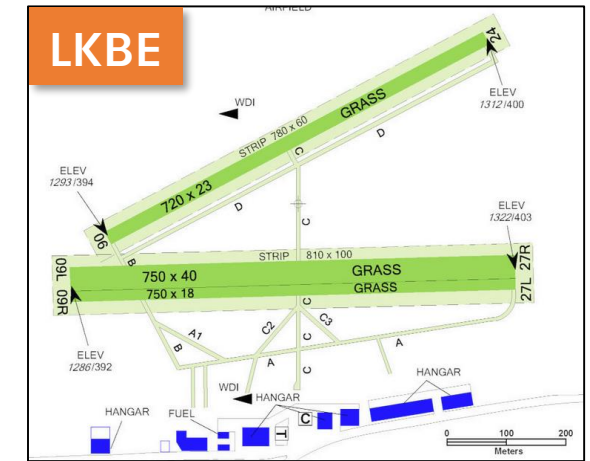 AIRFIELD
LKBE
24
WDI
GRASS
ELEV
1312/400
STRIP 780 x 60
C
D
ELEV
1293/394
720 x 23
D
C
ELEV
1322/403
06
C
B
STRIP 810 x 100
09L
750 x 40
GRASS
27R
09R
750 x 18
GRASS
27L
C
A1
C2
C3
B
C
A
A
ELEV
1286/392
C
WDI
HANGAR
HANGAR
FUEL
HANGAR
C
T
0 100 200
Meters